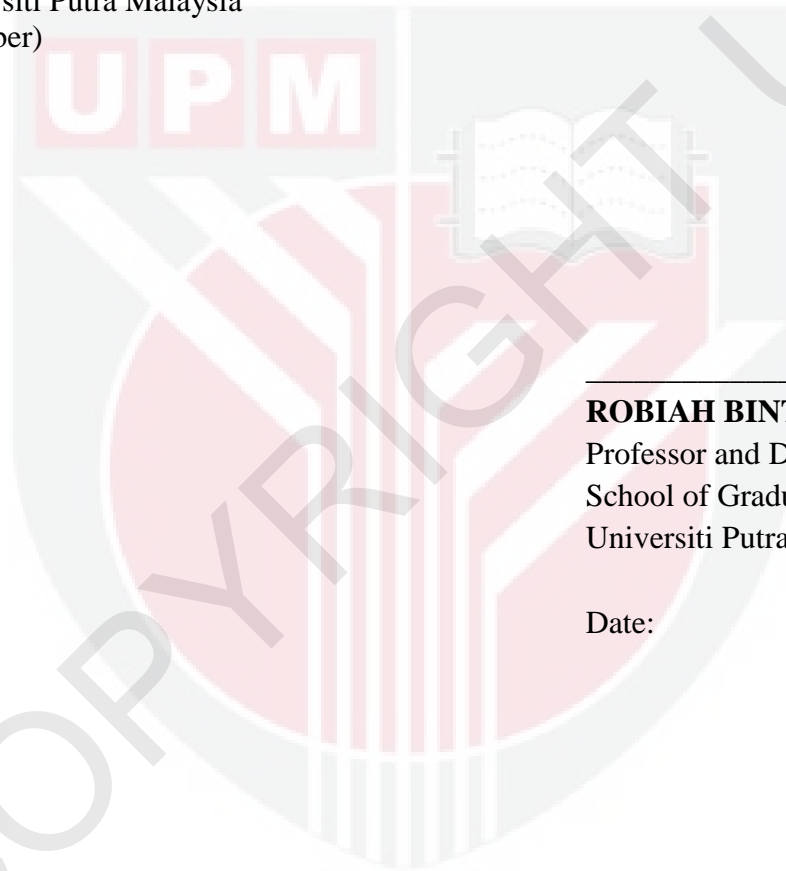 siti Putra Malaysia
ber)
UPM
COPYRIGHT U
ROBIAH BINT
Professor and D
School of Gradu
Universiti Putra
Date: